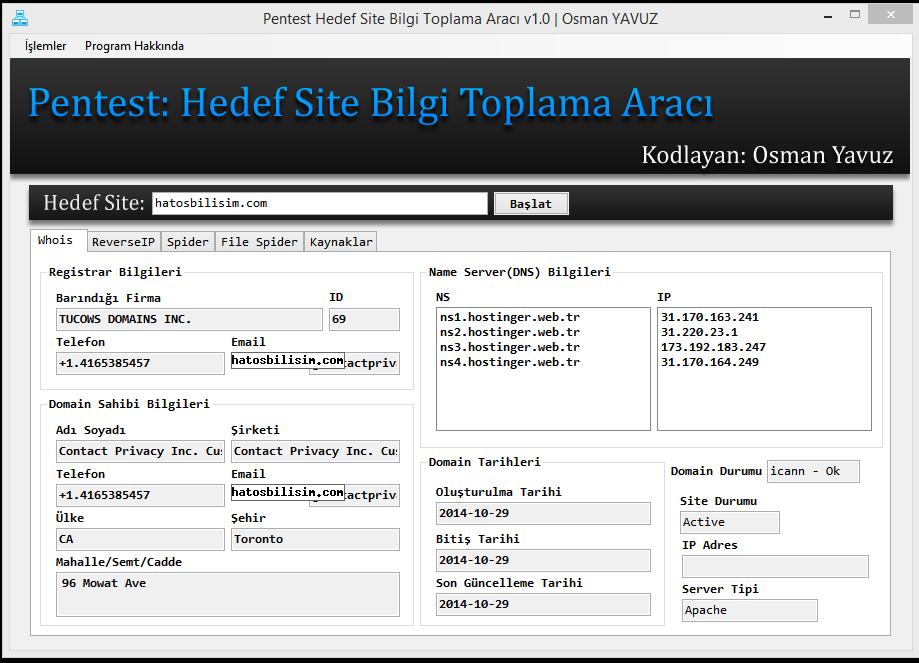 Pentest Hedef Site Bilgi Toplama Aracı v1.0 | Osman YAVUZ
İşlemler Program Hakkında
Pentest: Hedef Site Bilgi Toplama Aracı
Kodlayan: Osman Yavuz
Hedef Site: hatosbilisim.com Başlat
Whois ReverseIP Spider File Spider Kaynaklar
Registrar Bilgileri
Barındığı Firma ID
TUCOWS DOMAINS INC. 69
Telefon Email
+1.4165385457 hatosbilisim.com actpriva
Domain Sahibi Bilgileri
Adı Soyadı Şirketi
Contact Privacy Inc. Cus Contact Privacy Inc. Cus
Telefon Email
+1.4165385457 hatosbilisim.com actpriva
Ülke Şehir
CA Toronto
Mahalle/Semt/Cadde
96 Mowat Ave
Name Server(DNS) Bilgileri
NS IP
ns1.hostinger.web.tr 31.170.163.241
ns2.hostinger.web.tr 31.220.23.1
ns3.hostinger.web.tr 173.192.183.247
ns4.hostinger.web.tr 31.170.164.249
Domain Tarihleri
Oluşturulma Tarihi
2014-10-29
Bitiş Tarihi
2014-10-29
Son Güncelleme Tarihi
2014-10-29
Domain Durumu icann - Ok
Site Durumu
Active
IP Adres
Server Tipi
Apache